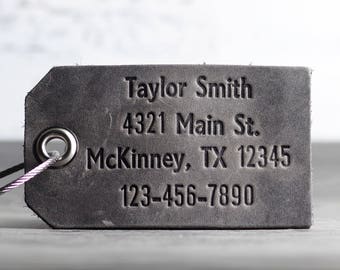 Taylor Smith
4321 Main St.
McKinney, TX 12345
123-456-7890